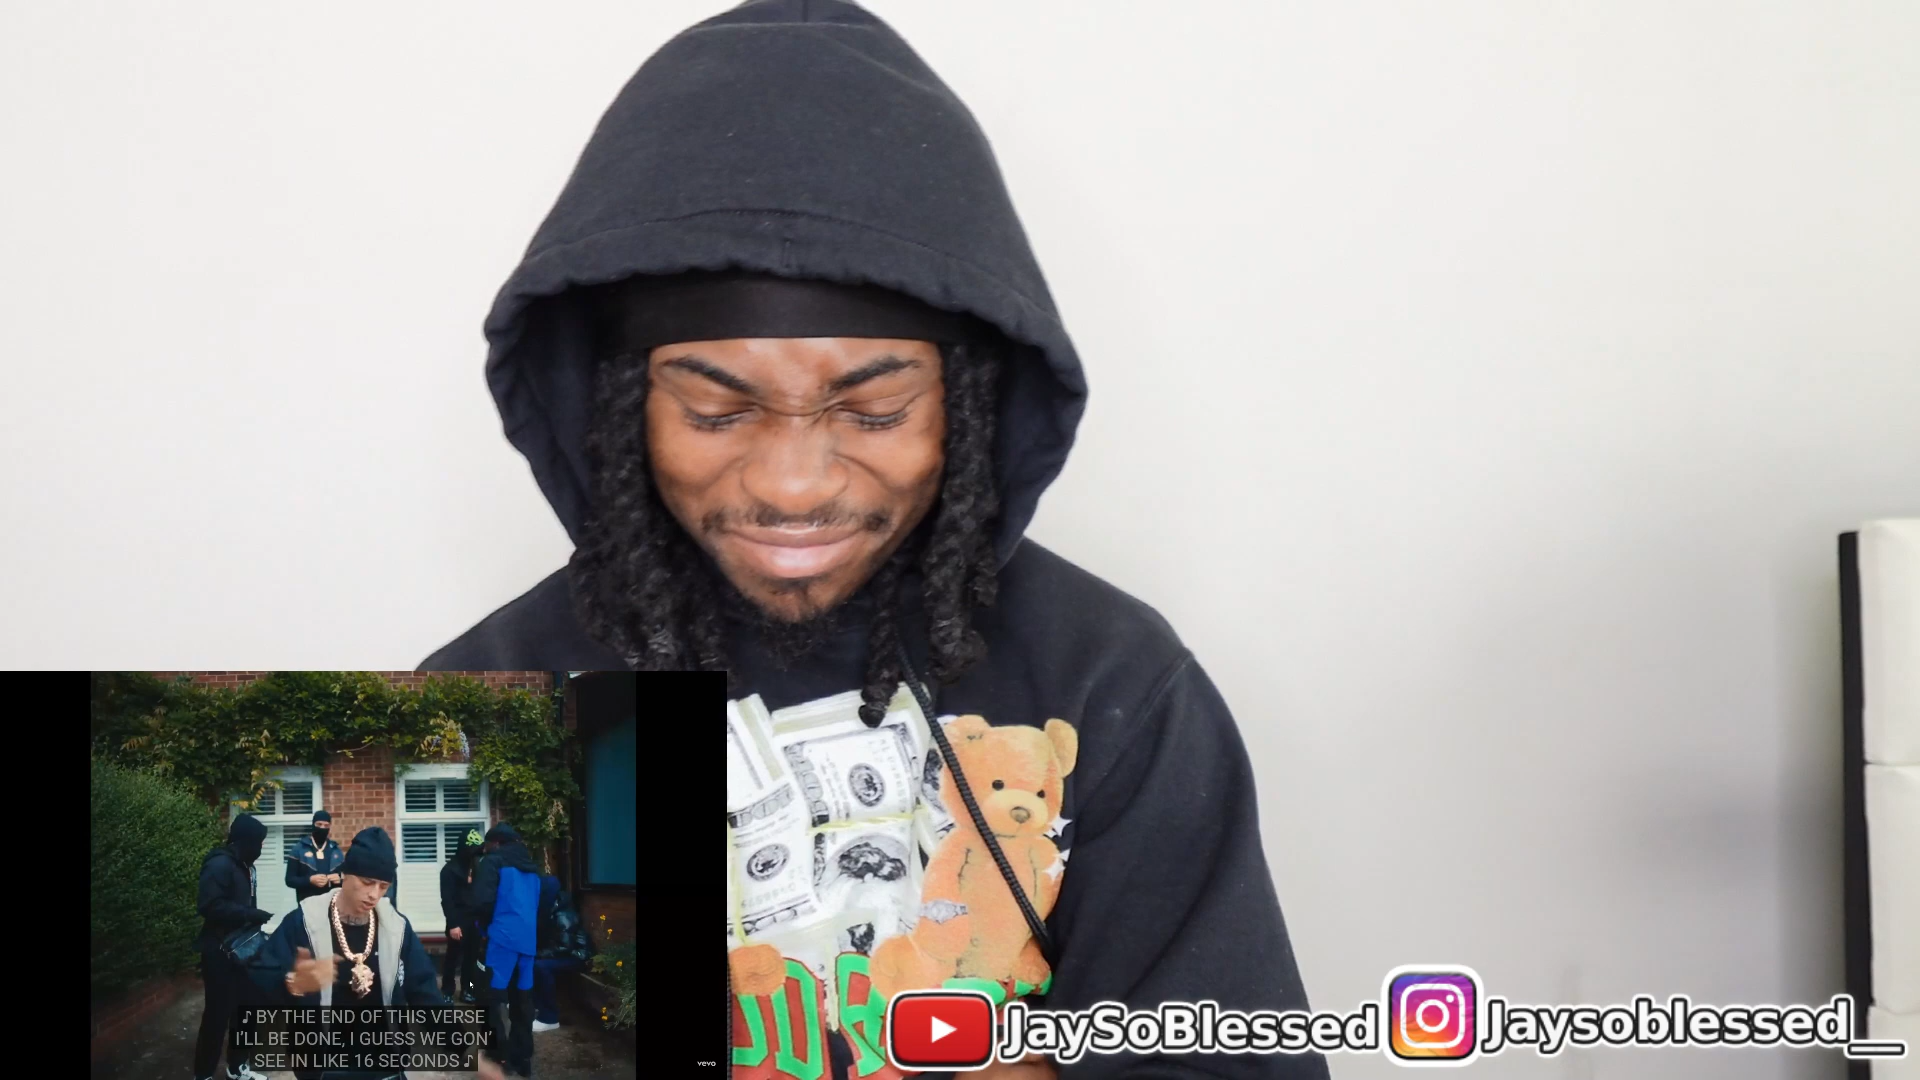 ♪ BY THE END OF THIS VERSE
I'LL BE DONE, I GUESS WE GON'
SEE IN LIKE 16 SECONDS ♪
vevo
JaySoBlessed
Jaysoblessed__